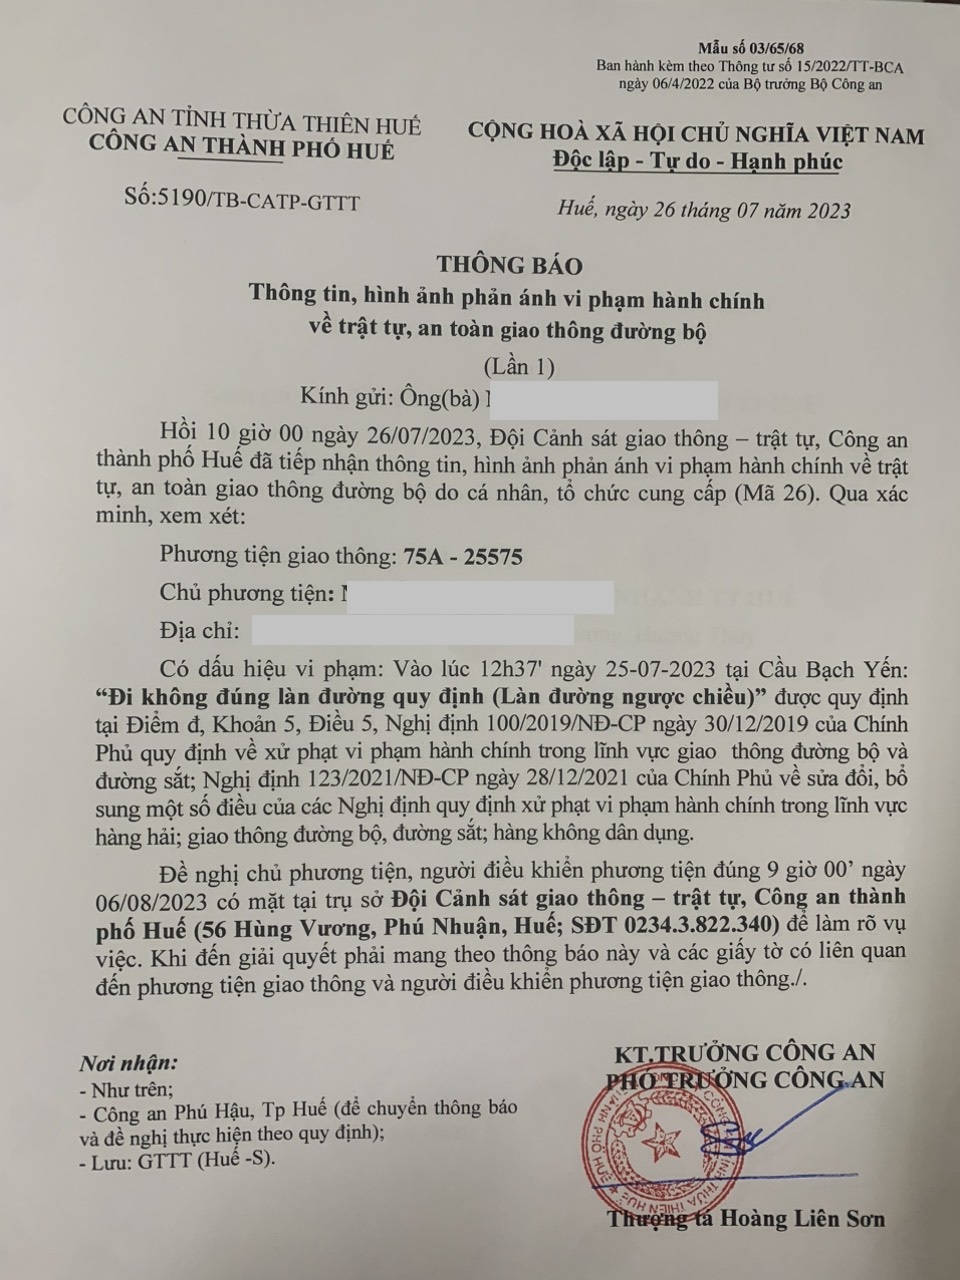 Mẫu số 03/65/68
Ban hành kèm theo Thông tư số 15/2022/TT-BCA
ngày 06/4/2022 của Bộ trưởng Bộ Công an
CÔNG AN TỈNH THỪA THIÊN HUẾ
CÔNG AN THÀNH PHỐ HUẾ
CỘNG HOÀ XÃ HỘI CHỦ NGHĨA VIỆT NAM
Độc lập - Tự do - Hạnh phúc
Số:5190/TB-CATP-GTTT
Huế, ngày 26 tháng 07 năm 2023
THÔNG BÁO
Thông tin, hình ảnh phản ánh vi phạm hành chính
về trật tự, an toàn giao thông đường bộ
(Lần 1)
Kính gửi: Ông(bà)
Hồi 10 giờ 00 ngày 26/07/2023, Đội Cảnh sát giao thông – trật tự, Công an
thành phố Huế đã tiếp nhận thông tin, hình ảnh phản ánh vi phạm hành chính về trật
tự, an toàn giao thông đường bộ do cá nhân, tổ chức cung cấp (Mã 26). Qua xác
minh, xem xét:
Phương tiện giao thông: 75A - 25575
Chủ phương tiện:
Địa chỉ:
Có dấu hiệu vi phạm: Vào lúc 12h37' ngày 25-07-2023 tại Cầu Bạch Yến:
“Đi không đúng làn đường quy định (Làn đường ngược chiều)” được quy định
tại Điểm đ, Khoản 5, Điều 5, Nghị định 100/2019/NĐ-CP ngày 30/12/2019 của Chính
Phủ quy định về xử phạt vi phạm hành chính trong lĩnh vực giao thông đường bộ và
đường sắt; Nghị định 123/2021/NĐ-CP ngày 28/12/2021 của Chính Phủ về sửa đổi, bổ
sung một số điều của các Nghị định quy định xử phạt vi phạm hành chính trong lĩnh vực
hàng hải; giao thông đường bộ, đường sắt; hàng không dân dụng.
Đề nghị chủ phương tiện, người điều khiển phương tiện đúng 9 giờ 00’ ngày
06/08/2023 có mặt tại trụ sở Đội Cảnh sát giao thông – trật tự, Công an thành
phố Huế (56 Hùng Vương, Phú Nhuận, Huế; SĐT 0234.3.822.340) để làm rõ vụ
việc. Khi đến giải quyết phải mang theo thông báo này và các giấy tờ có liên quan
đến phương tiện giao thông và người điều khiển phương tiện giao thông./.
Nơi nhận:
- Như trên;
- Công an Phú Hậu, Tp Huế (để chuyển thông báo
và đề nghị thực hiện theo quy định);
- Lưu: GTTT (Huế -S).
KT.TRƯỞNG CÔNG AN
PHÓ TRƯỞNG CÔNG AN
Thượng tá Hoàng Liên Sơn